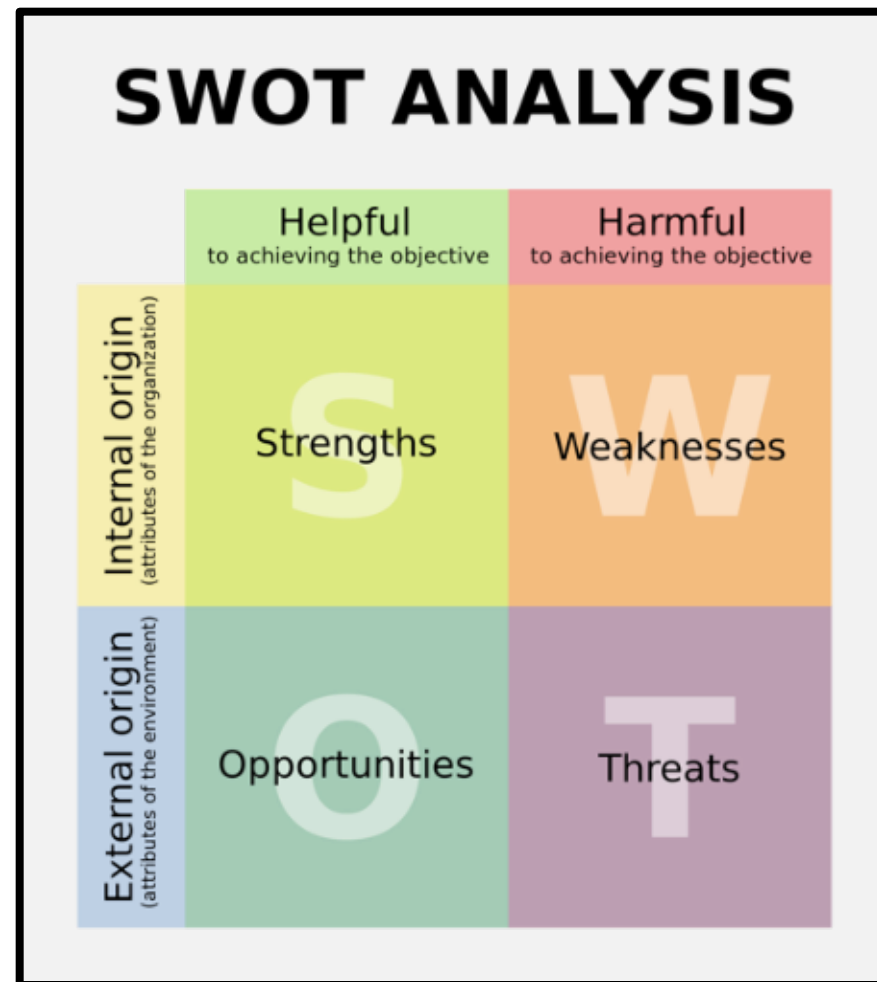 SWOT ANALYSIS
Helpful
to achieving the objective
Harmful
to achieving the objective
Internal origin
(attributes of the organization)
S
Strengths
W
Weaknesses
External origin
(attributes of the environment)
O
Opportunities
T
Threats